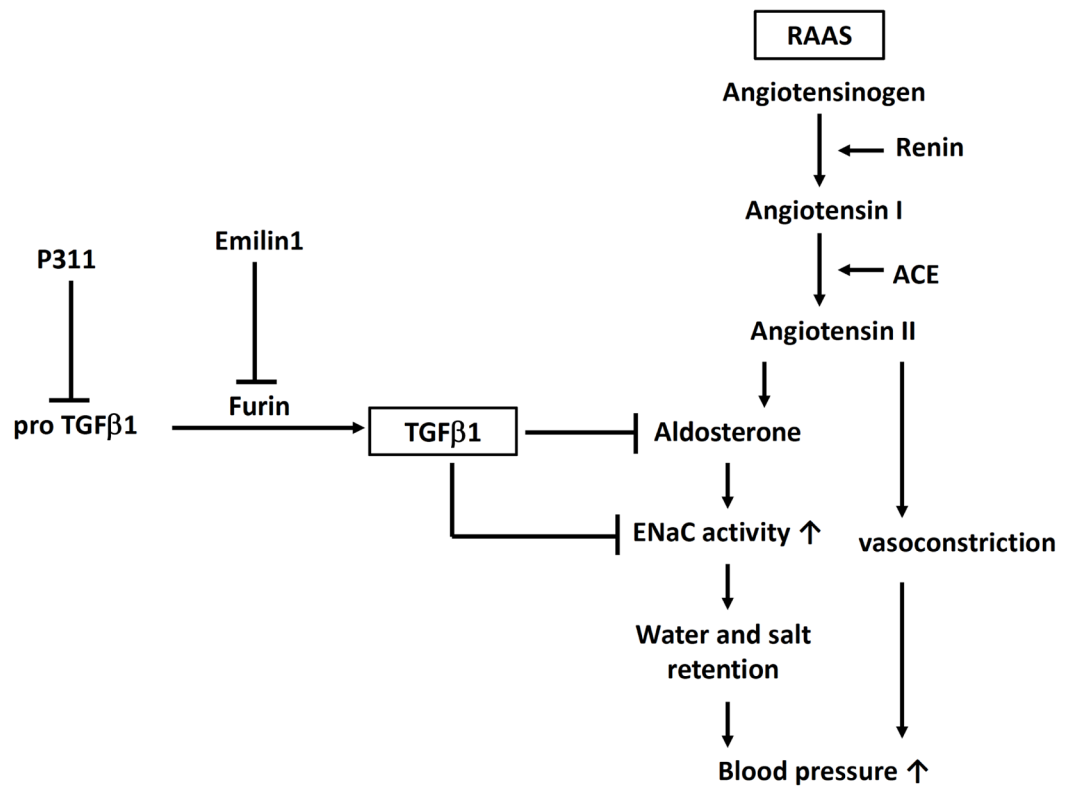 RAAS
Angiotensinogen
Renin
Angiotensin I
ACE
Angiotensin II
P311
Emilin1
Furin
pro TGFβ1
TGFβ1
Aldosterone
ENaC activity ↑
vasoconstriction
Water and salt
retention
Blood pressure ↑